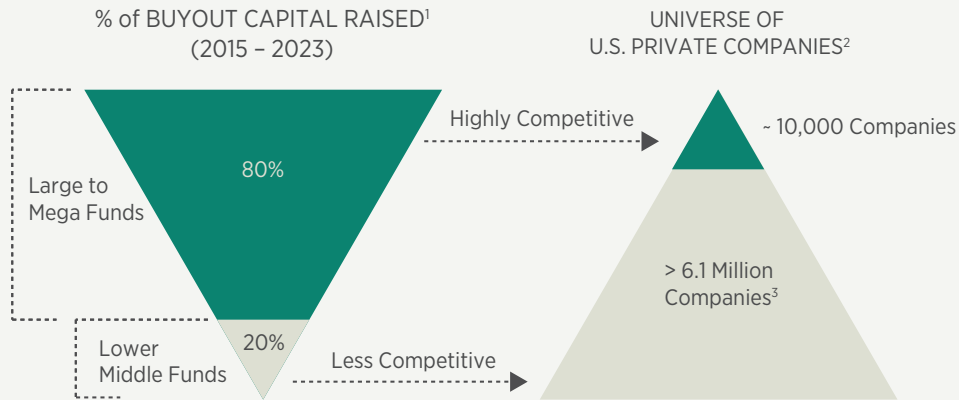 % of BUYOUT CAPITAL RAISED¹
(2015 – 2023)
UNIVERSE OF
U.S. PRIVATE COMPANIES²
Large to
Mega Funds
80%
Highly Competitive
~ 10,000 Companies
> 6.1 Million
Companies³
Lower
Middle Funds
20%
Less Competitive